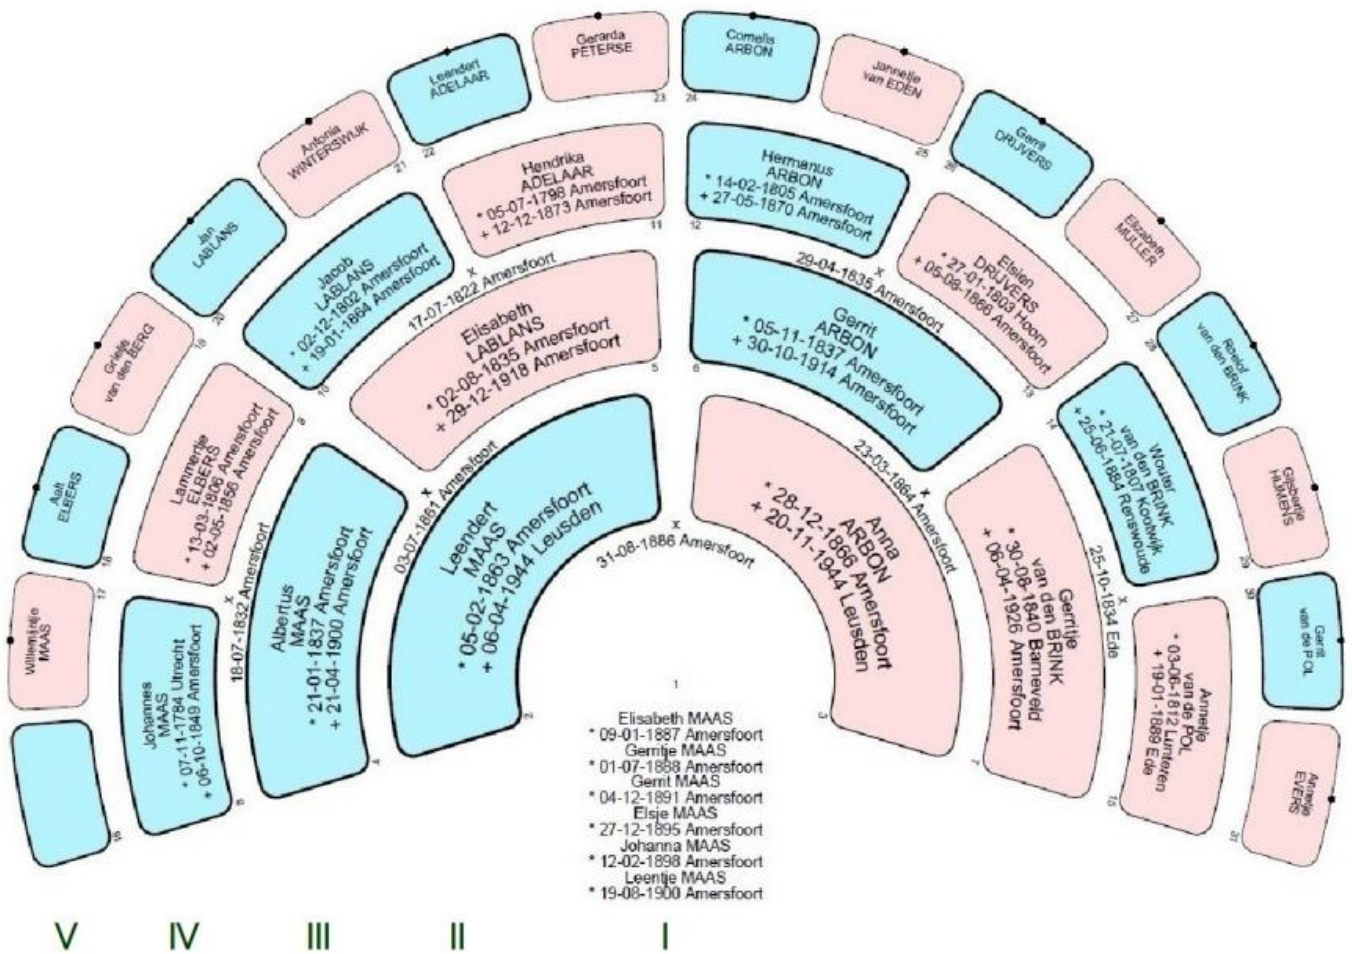 Willemijntje
MAAS
16
17
Aalt
ELBERS
18
Grietje
van den BERG
19
Jan
LABLANS
20
Antonia
WINTERSWIJK
21
Leendert
ADELAAR
22
Gerarda
PETERSE
23
Cornelis
ARBON
24
Jannetje
van EDEN
25
Gerrit
DRIJVERS
26
Elizabeth
MULLER
27
Roelof
van den BRINK
28
Gijsbertje
HIJMENS
29
Gerrit
van de POL
30
Annetje
EVERS
31
Johannes
MAAS
* 07-11-1784 Utrecht
+ 06-10-1849 Amersfoort
8
x
18-07-1832 Amersfoort
Lammertje
ELBERS
* 13-03-1806 Amersfoort
+ 02-05-1856 Amersfoort
9
Jacob
LABLANS
* 02-12-1802 Amersfoort
+ 19-01-1864 Amersfoort
10
x
17-07-1822 Amersfoort
Hendrika
ADELAAR
* 05-07-1798 Amersfoort
+ 12-12-1873 Amersfoort
11
Hermanus
ARBON
* 14-02-1805 Amersfoort
+ 27-05-1870 Amersfoort
12
x
29-04-1835 Amersfoort
Elsien
DRIJVERS
* 27-01-1803 Hoorn
+ 05-08-1866 Amersfoort
13
Wouter
van den BRINK
* 21-07-1807 Kootwijk
+ 25-06-1884 Renswoude
14
x
25-10-1834 Ede
Annetje
van de POL
* 03-06-1812 Lunteren
+ 19-01-1889 Ede
15
Albertus
MAAS
* 21-01-1837 Amersfoort
+ 21-04-1900 Amersfoort
4
x
03-07-1861 Amersfoort
Elisabeth
LABLANS
* 02-08-1835 Amersfoort
+ 29-12-1918 Amersfoort
5
Gerrit
ARBON
* 05-11-1837 Amersfoort
+ 30-10-1914 Amersfoort
6
x
23-03-1864 Amersfoort
Gerritje
van den BRINK
* 30-08-1840 Barneveld
+ 06-04-1926 Amersfoort
7
Leendert
MAAS
* 05-02-1863 Amersfoort
+ 06-04-1944 Leusden
2
x
31-08-1886 Amersfoort
Anna
ARBON
* 28-12-1866 Amersfoort
+ 20-11-1944 Leusden
3
1
Elisabeth MAAS
* 09-01-1887 Amersfoort
Gerritje MAAS
* 01-07-1888 Amersfoort
Gerrit MAAS
* 04-12-1891 Amersfoort
Elsje MAAS
* 27-12-1895 Amersfoort
Johanna MAAS
* 12-02-1898 Amersfoort
Leentje MAAS
* 19-08-1900 Amersfoort
V IV III II I